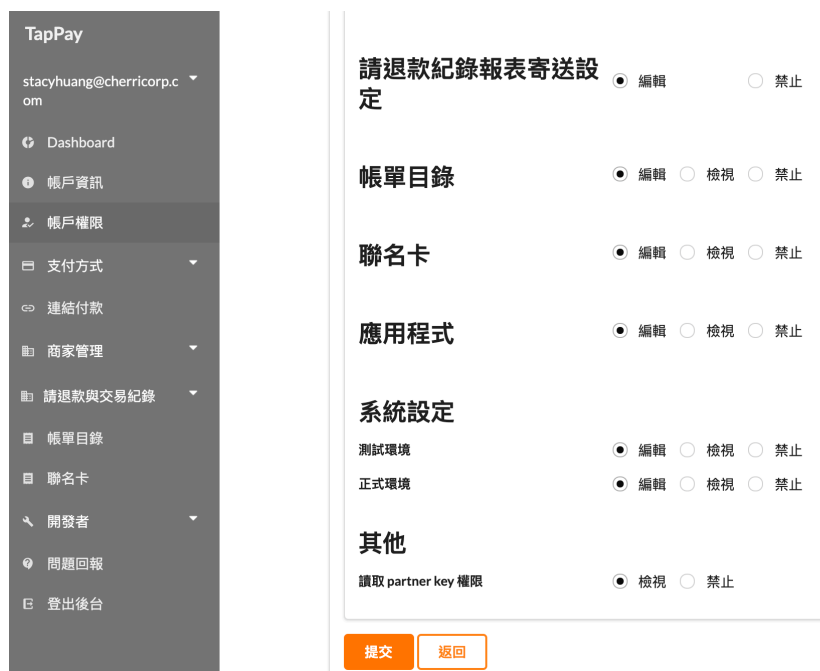 TapPay
stacyhuang@cherricorp.c
om
Dashboard
帳戶資訊
帳戶權限
支付方式
連結付款
商家管理
請退款與交易紀錄
帳單目錄
聯名卡
開發者
問題回報
登出後台
請退款紀錄報表寄送設
定
編輯 禁止
帳單目錄 編輯 檢視 禁止
聯名卡 編輯 檢視 禁止
應用程式 編輯 檢視 禁止
系統設定
測試環境 編輯 檢視 禁止
正式環境 編輯 檢視 禁止
其他
讀取 partner key 權限 檢視 禁止
提交 返回